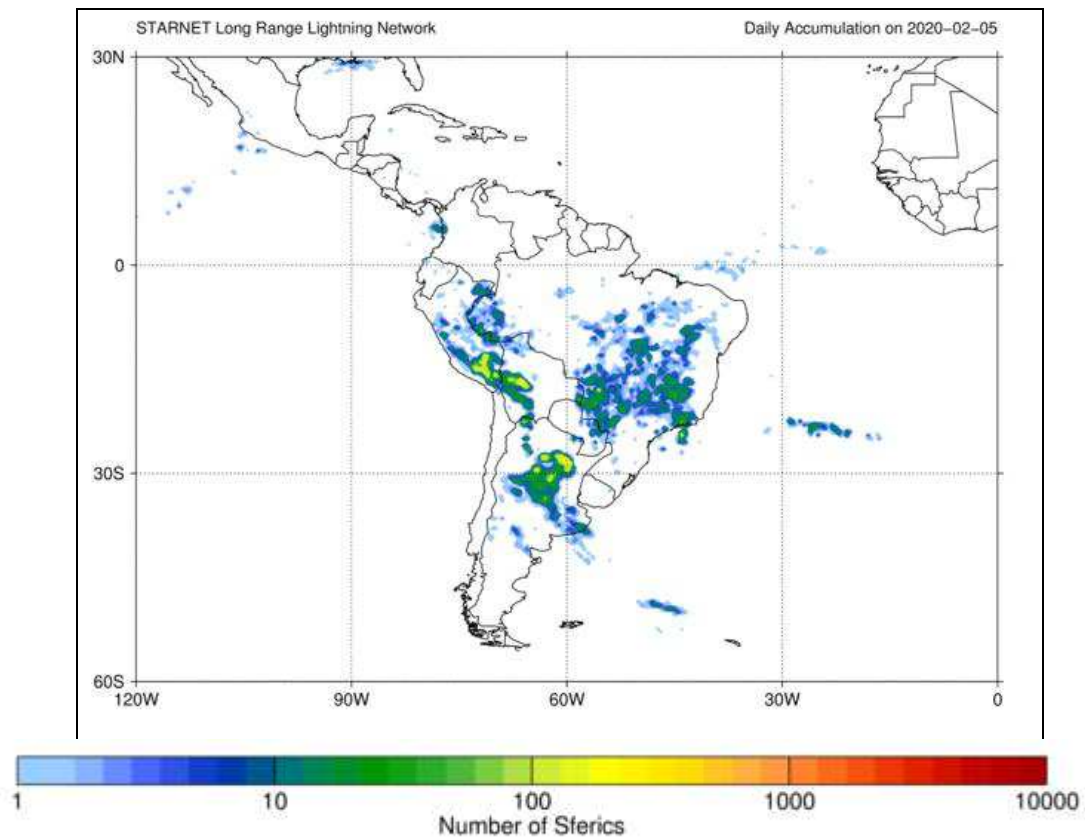 STARNET Long Range Lightning Network
Daily Accumulation on 2020-02-05
30N
15N
0
30S
60S
120W 90W 60W 30W 0
1 10 100 1000 10000
Number of Sferics